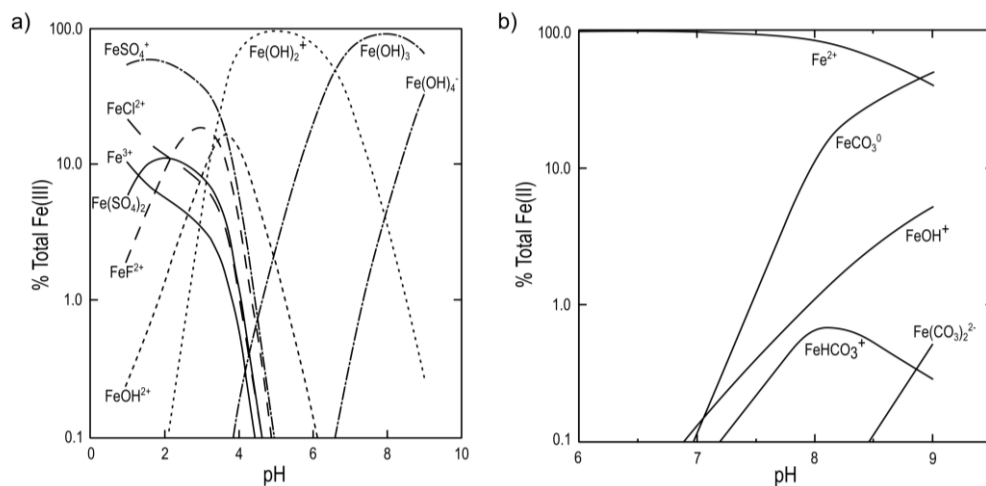 a)
% Total Fe(III)
100.0
10.0
1.0
0.1
FeSO₄⁺
Fe(OH)₂⁺
Fe(OH)₃
Fe(OH)₄⁻
FeCl²⁺
Fe³⁺
Fe(SO₄)₂
FeF²⁺
FeOH²⁺
0 2 4 6 8 10
pH
b)
% Total Fe(II)
100.0
10.0
1.0
0.1
Fe²⁺
FeCO₃⁰
FeOH⁺
Fe(CO₃)₂²⁻
FeHCO₃⁺
6 7 8 9
pH